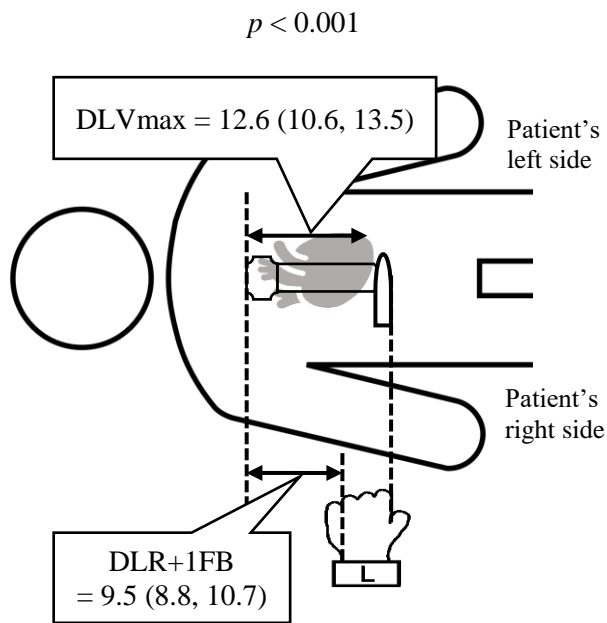 p < 0.001
DLVmax = 12.6 (10.6, 13.5)
Patient's
left side
Patient's
right side
DLR+1FB
= 9.5 (8.8, 10.7)
L